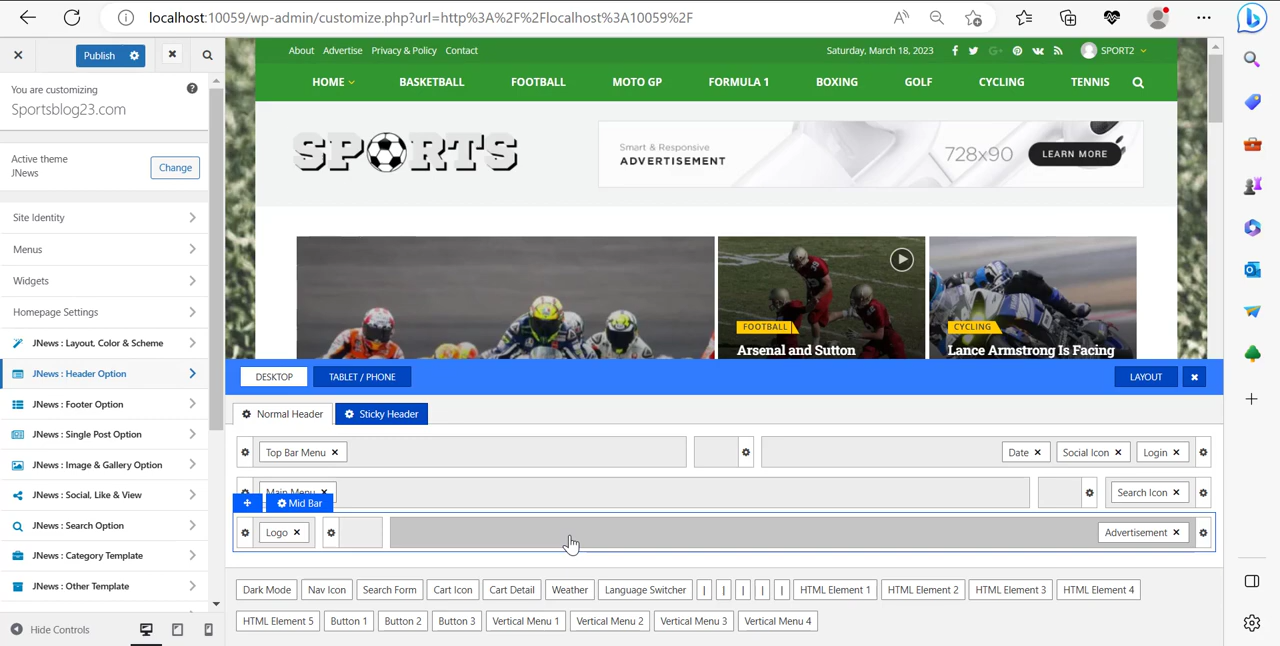 localhost:10059/wp-admin/customize.php?url=http%3A%2F%2Flocalhost%3A10059%2F
Publish
You are customizing
Sportsblog23.com
Active theme
JNews
Change
Site Identity
Menus
Widgets
Homepage Settings
JNews : Layout, Color & Scheme
JNews : Header Option
JNews : Footer Option
JNews : Single Post Option
JNews : Image & Gallery Option
JNews : Social, Like & View
JNews : Search Option
JNews : Category Template
JNews : Other Template
Hide Controls
About Advertise Privacy & Policy Contact
Saturday, March 18, 2023
SPORT2
HOME BASKETBALL FOOTBALL MOTO GP FORMULA 1 BOXING GOLF CYCLING TENNIS
SPORTS
Smart & Responsive
ADVERTISEMENT
728x90
LEARN MORE
FOOTBALL
Arsenal and Sutton
CYCLING
Lance Armstrong Is Facing
DESKTOP TABLET / PHONE LAYOUT
Normal Header Sticky Header
Top Bar Menu Date Social Icon Login
Main Menu Search Icon
Mid Bar
Logo Advertisement
Dark Mode Nav Icon Search Form Cart Icon Cart Detail Weather Language Switcher | | | | | HTML Element 1 HTML Element 2 HTML Element 3 HTML Element 4
HTML Element 5 Button 1 Button 2 Button 3 Vertical Menu 1 Vertical Menu 2 Vertical Menu 3 Vertical Menu 4